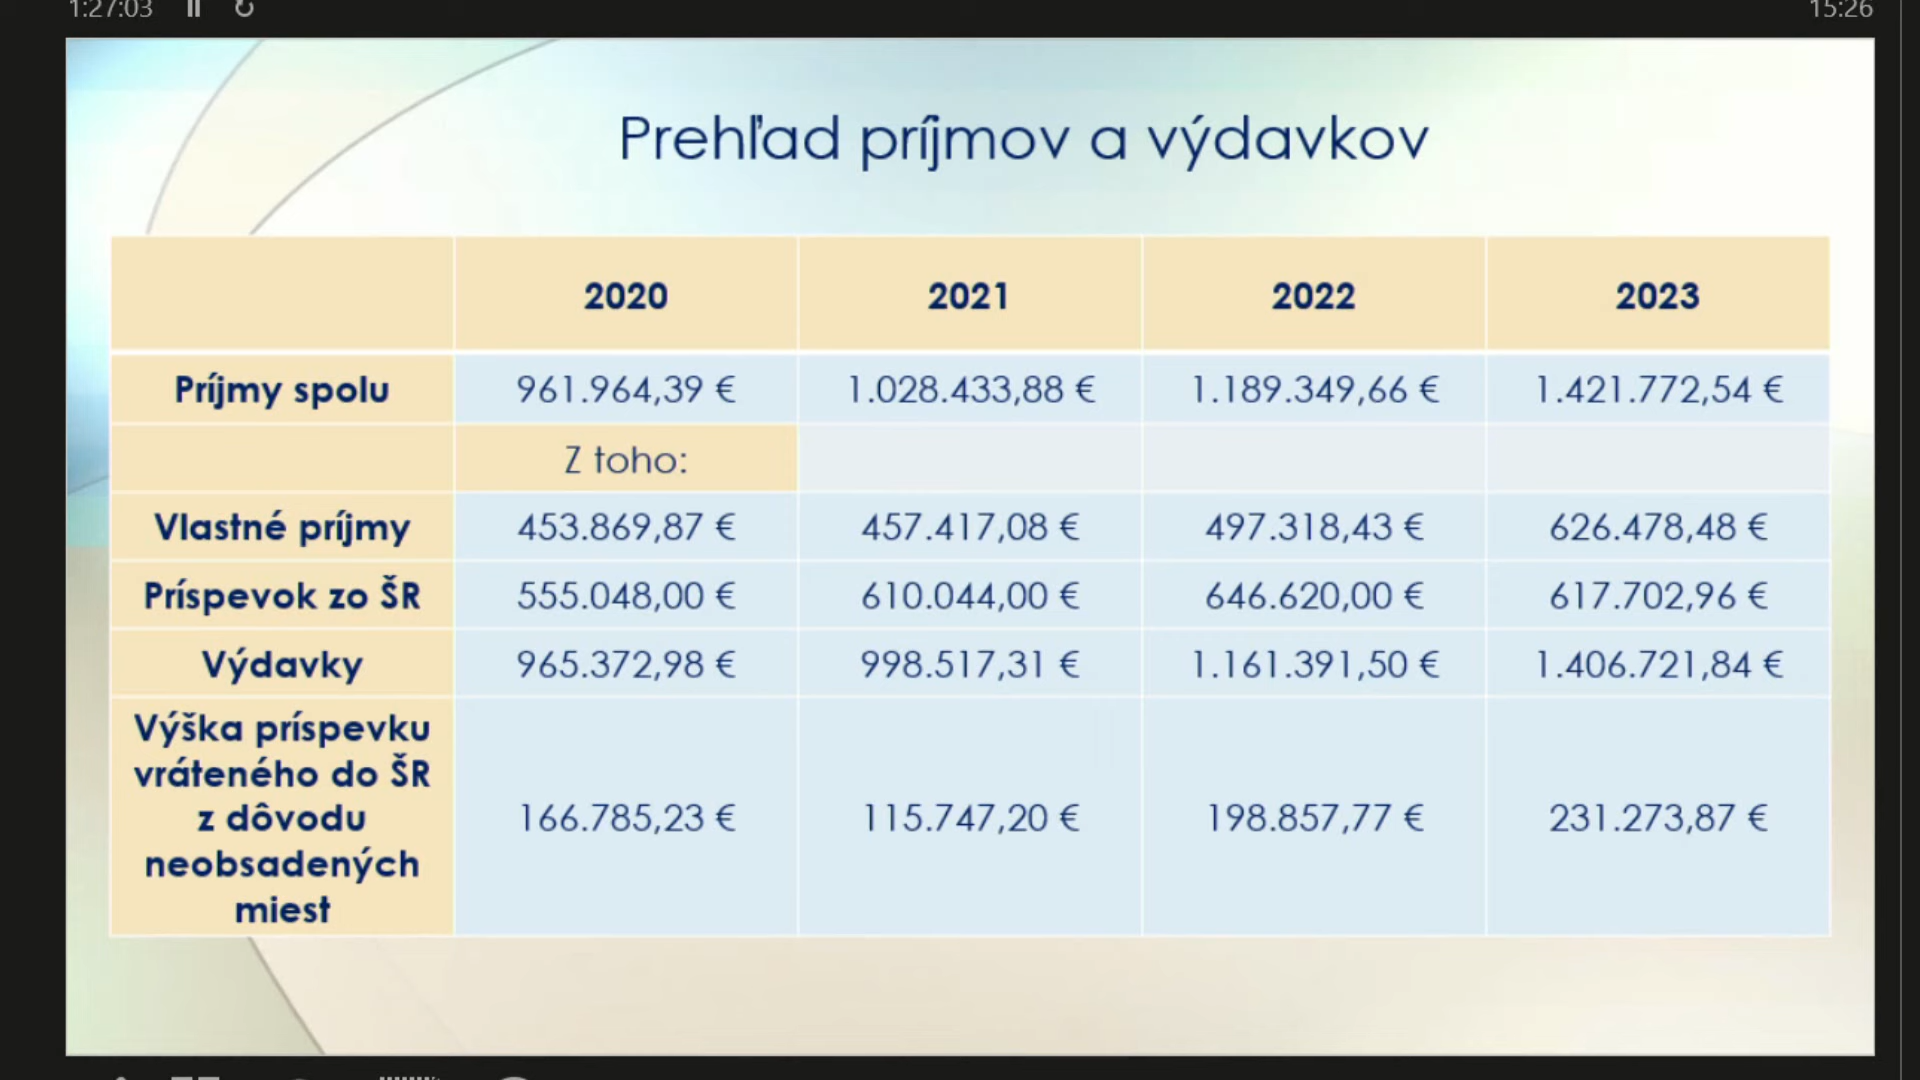 1:27:03
15:26
Prehľad príjmov a výdavkov
2020 2021 2022 2023
Príjmy spolu 961.964,39 € 1.028.433,88 € 1.189.349,66 € 1.421.772,54 €
Z toho:
Vlastné príjmy 453.869,87 € 457.417,08 € 497.318,43 € 626.478,48 €
Príspevok zo ŠR 555.048,00 € 610.044,00 € 646.620,00 € 617.702,96 €
Výdavky 965.372,98 € 998.517,31 € 1.161.391,50 € 1.406.721,84 €
Výška príspevku
vráteného do ŠR
z dôvodu
neobsadených
miest
166.785,23 € 115.747,20 € 198.857,77 € 231.273,87 €